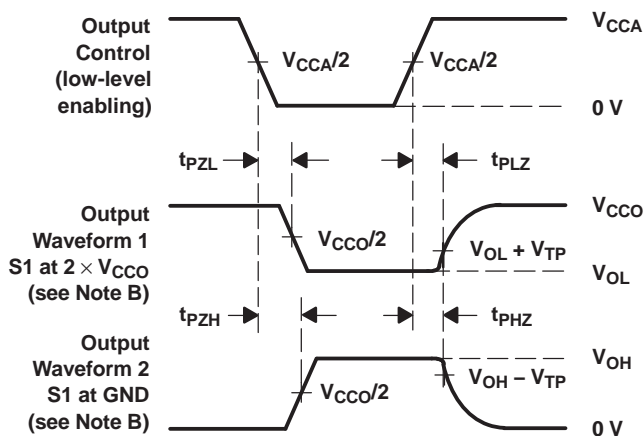 Output
Control
(low-level
enabling)
V_CCA/2
V_CCA/2
V_CCA
0 V
t_PZL
t_PLZ
Output
Waveform 1
S1 at 2 × V_CCO
(see Note B)
V_CCO/2
V_CCO
V_OL + V_TP
V_OL
t_PZH
t_PHZ
Output
Waveform 2
S1 at GND
(see Note B)
V_CCO/2
V_OH
V_OH − V_TP
0 V